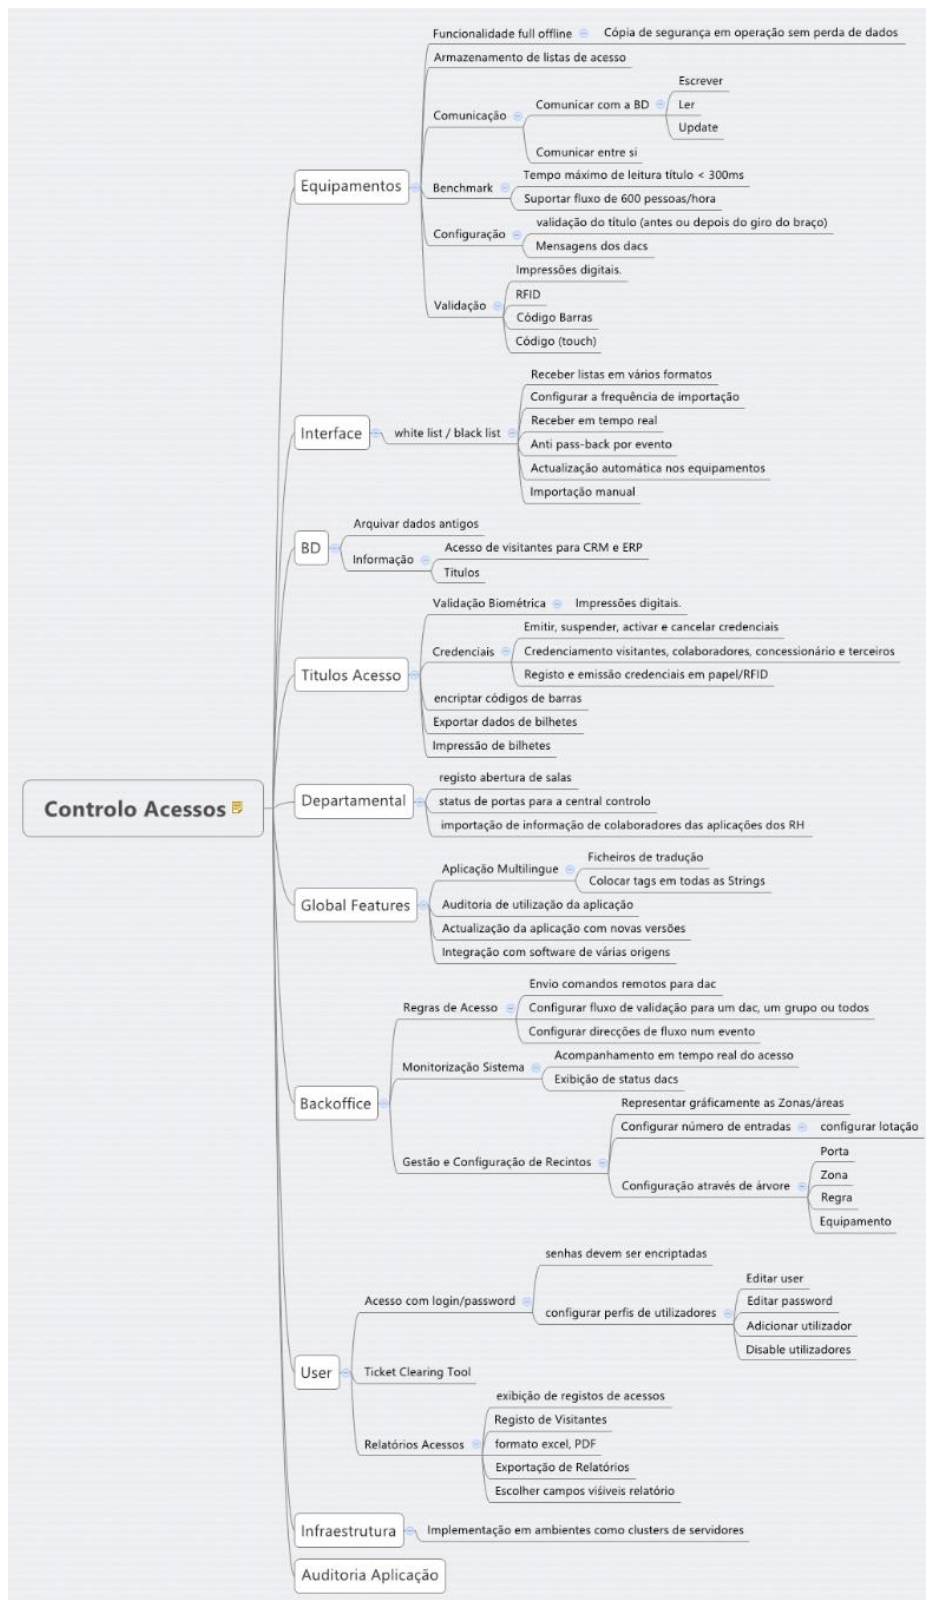 Funcionalidade full offline
Cópia de segurança em operação sem perda de dados
Armazenamento de listas de acesso
Escrever
Comunicar com a BD
Ler
Comunicação
Update
Comunicar entre si
Tempo máximo de leitura título < 300ms
Equipamentos
Benchmark
Suportar fluxo de 600 pessoas/hora
validação do título (antes ou depois do giro do braço)
Configuração
Mensagens dos dacs
Impressões digitais.
RFID
Validação
Código Barras
Código (touch)
Receber listas em vários formatos
Configurar a frequência de importação
Receber em tempo real
Interface
white list / black list
Anti pass-back por evento
Actualização automática nos equipamentos
Importação manual
Arquivar dados antigos
BD
Acesso de visitantes para CRM e ERP
Informação
Titulos
Validação Biométrica
Impressões digitais.
Emitir, suspender, activar e cancelar credenciais
Credenciais
Credenciamento visitantes, colaboradores, concessionário e terceiros
Titulos Acesso
Registo e emissão credenciais em papel/RFID
encriptar códigos de barras
Exportar dados de bilhetes
Impressão de bilhetes
registo abertura de salas
Controlo Acessos
Departamental
status de portas para a central controlo
importação de informação de colaboradores das aplicações dos RH
Ficheiros de tradução
Aplicação Multilingue
Colocar tags em todas as Strings
Global Features
Auditoria de utilização da aplicação
Actualização da aplicação com novas versões
Integração com software de várias origens
Envio comandos remotos para dac
Regras de Acesso
Configurar fluxo de validação para um dac, um grupo ou todos
Configurar direcções de fluxo num evento
Acompanhamento em tempo real do acesso
Monitorização Sistema
Exibição de status dacs
Backoffice
Representar gráficamente as Zonas/áreas
Configurar número de entradas
configurar lotação
Gestão e Configuração de Recintos
Porta
Zona
Configuração através de árvore
Regra
Equipamento
senhas devem ser encriptadas
Acesso com login/password
Editar user
configurar perfis de utilizadores
Editar password
Adicionar utilizador
Disable utilizadores
User
Ticket Clearing Tool
exibição de registos de acessos
Registo de Visitantes
Relatórios Acessos
formato excel, PDF
Exportação de Relatórios
Escolher campos viśiveis relatório
Infraestrutura
Implementação em ambientes como clusters de servidores
Auditoria Aplicação